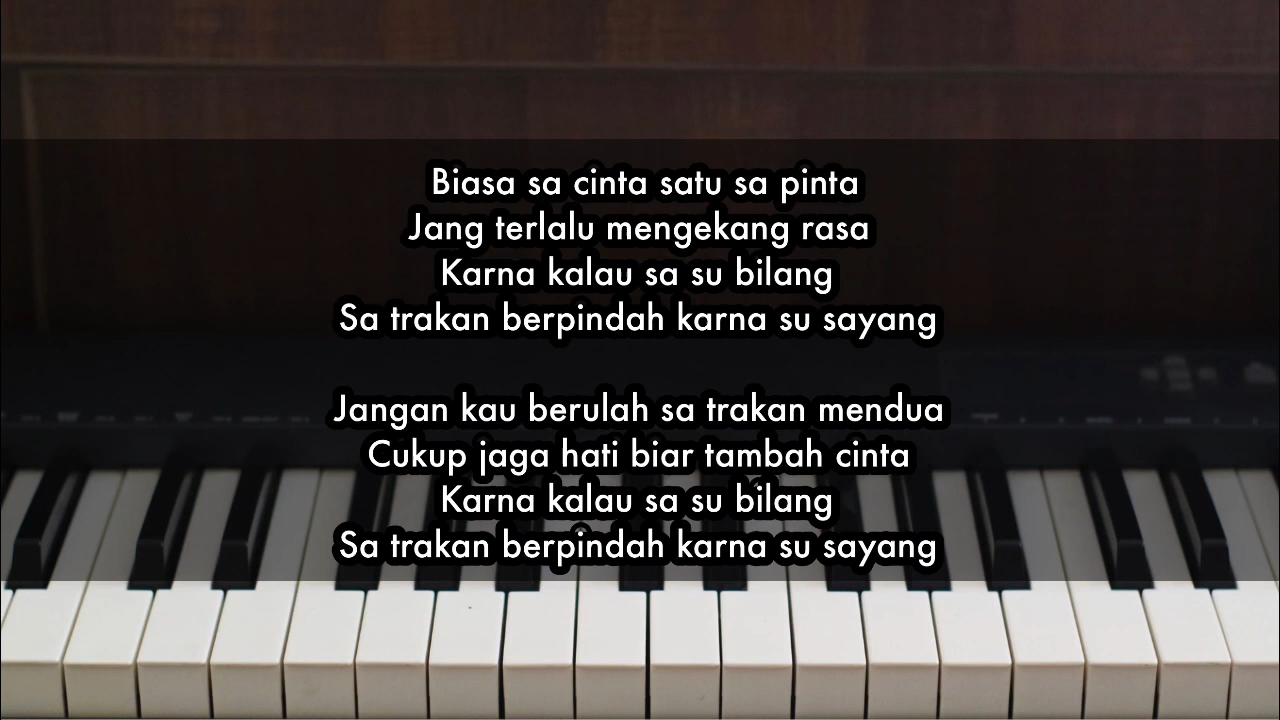 Biasa sa cinta satu sa pinta
Jang terlalu mengekang rasa
Karna kalau sa su bilang
Sa trakan berpindah karna su sayang
Jangan kau berulah sa trakan mendua
Cukup jaga hati biar tambah cinta
Karna kalau sa su bilang
Sa trakan berpindah karna su sayang